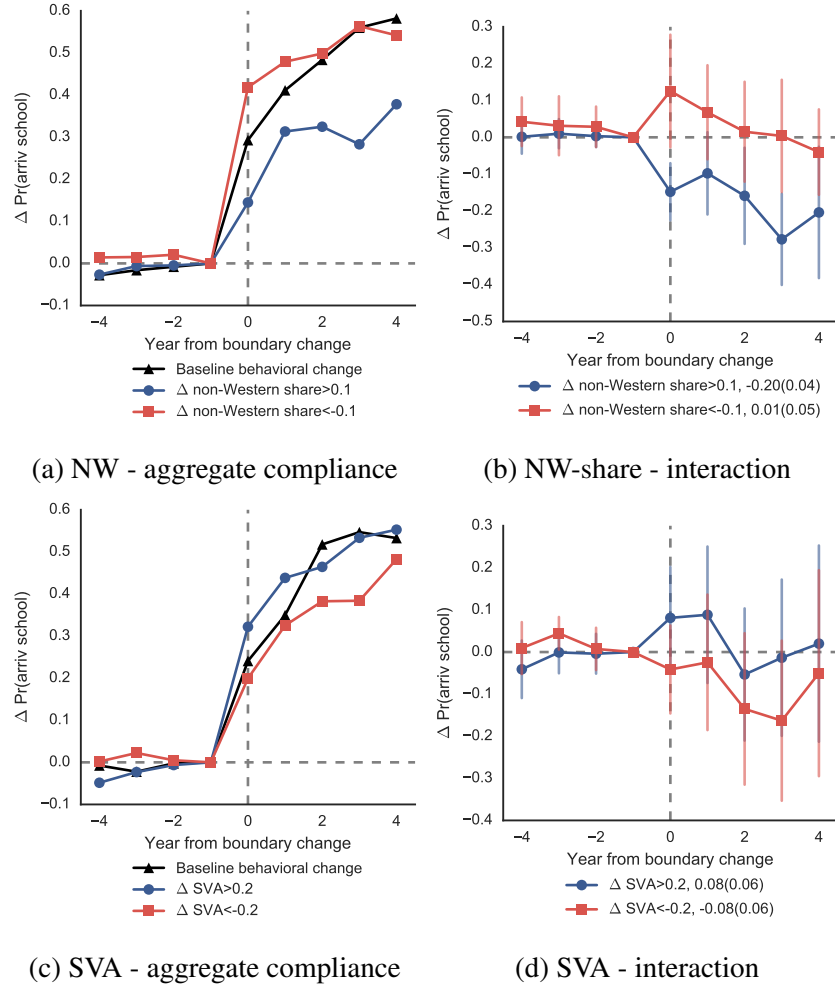 0.6
0.5
0.4
0.3
0.2
0.1
0.0
−0.1
Δ Pr(arriv school)
−4 −2 0 2 4
Year from boundary change
Baseline behavioral change
Δ non-Western share>0.1
Δ non-Western share<-0.1
(a) NW - aggregate compliance
0.3
0.2
0.1
0.0
−0.1
−0.2
−0.3
−0.4
−0.5
Δ Pr(arriv school)
−4 −2 0 2 4
Year from boundary change
Δ non-Western share>0.1, -0.20(0.04)
Δ non-Western share<-0.1, 0.01(0.05)
(b) NW-share - interaction
0.6
0.5
0.4
0.3
0.2
0.1
0.0
−0.1
Δ Pr(arriv school)
−4 −2 0 2 4
Year from boundary change
Baseline behavioral change
Δ SVA>0.2
Δ SVA<-0.2
(c) SVA - aggregate compliance
0.3
0.2
0.1
0.0
−0.1
−0.2
−0.3
−0.4
Δ Pr(arriv school)
−4 −2 0 2 4
Year from boundary change
Δ SVA>0.2, 0.08(0.06)
Δ SVA<-0.2, -0.08(0.06)
(d) SVA - interaction